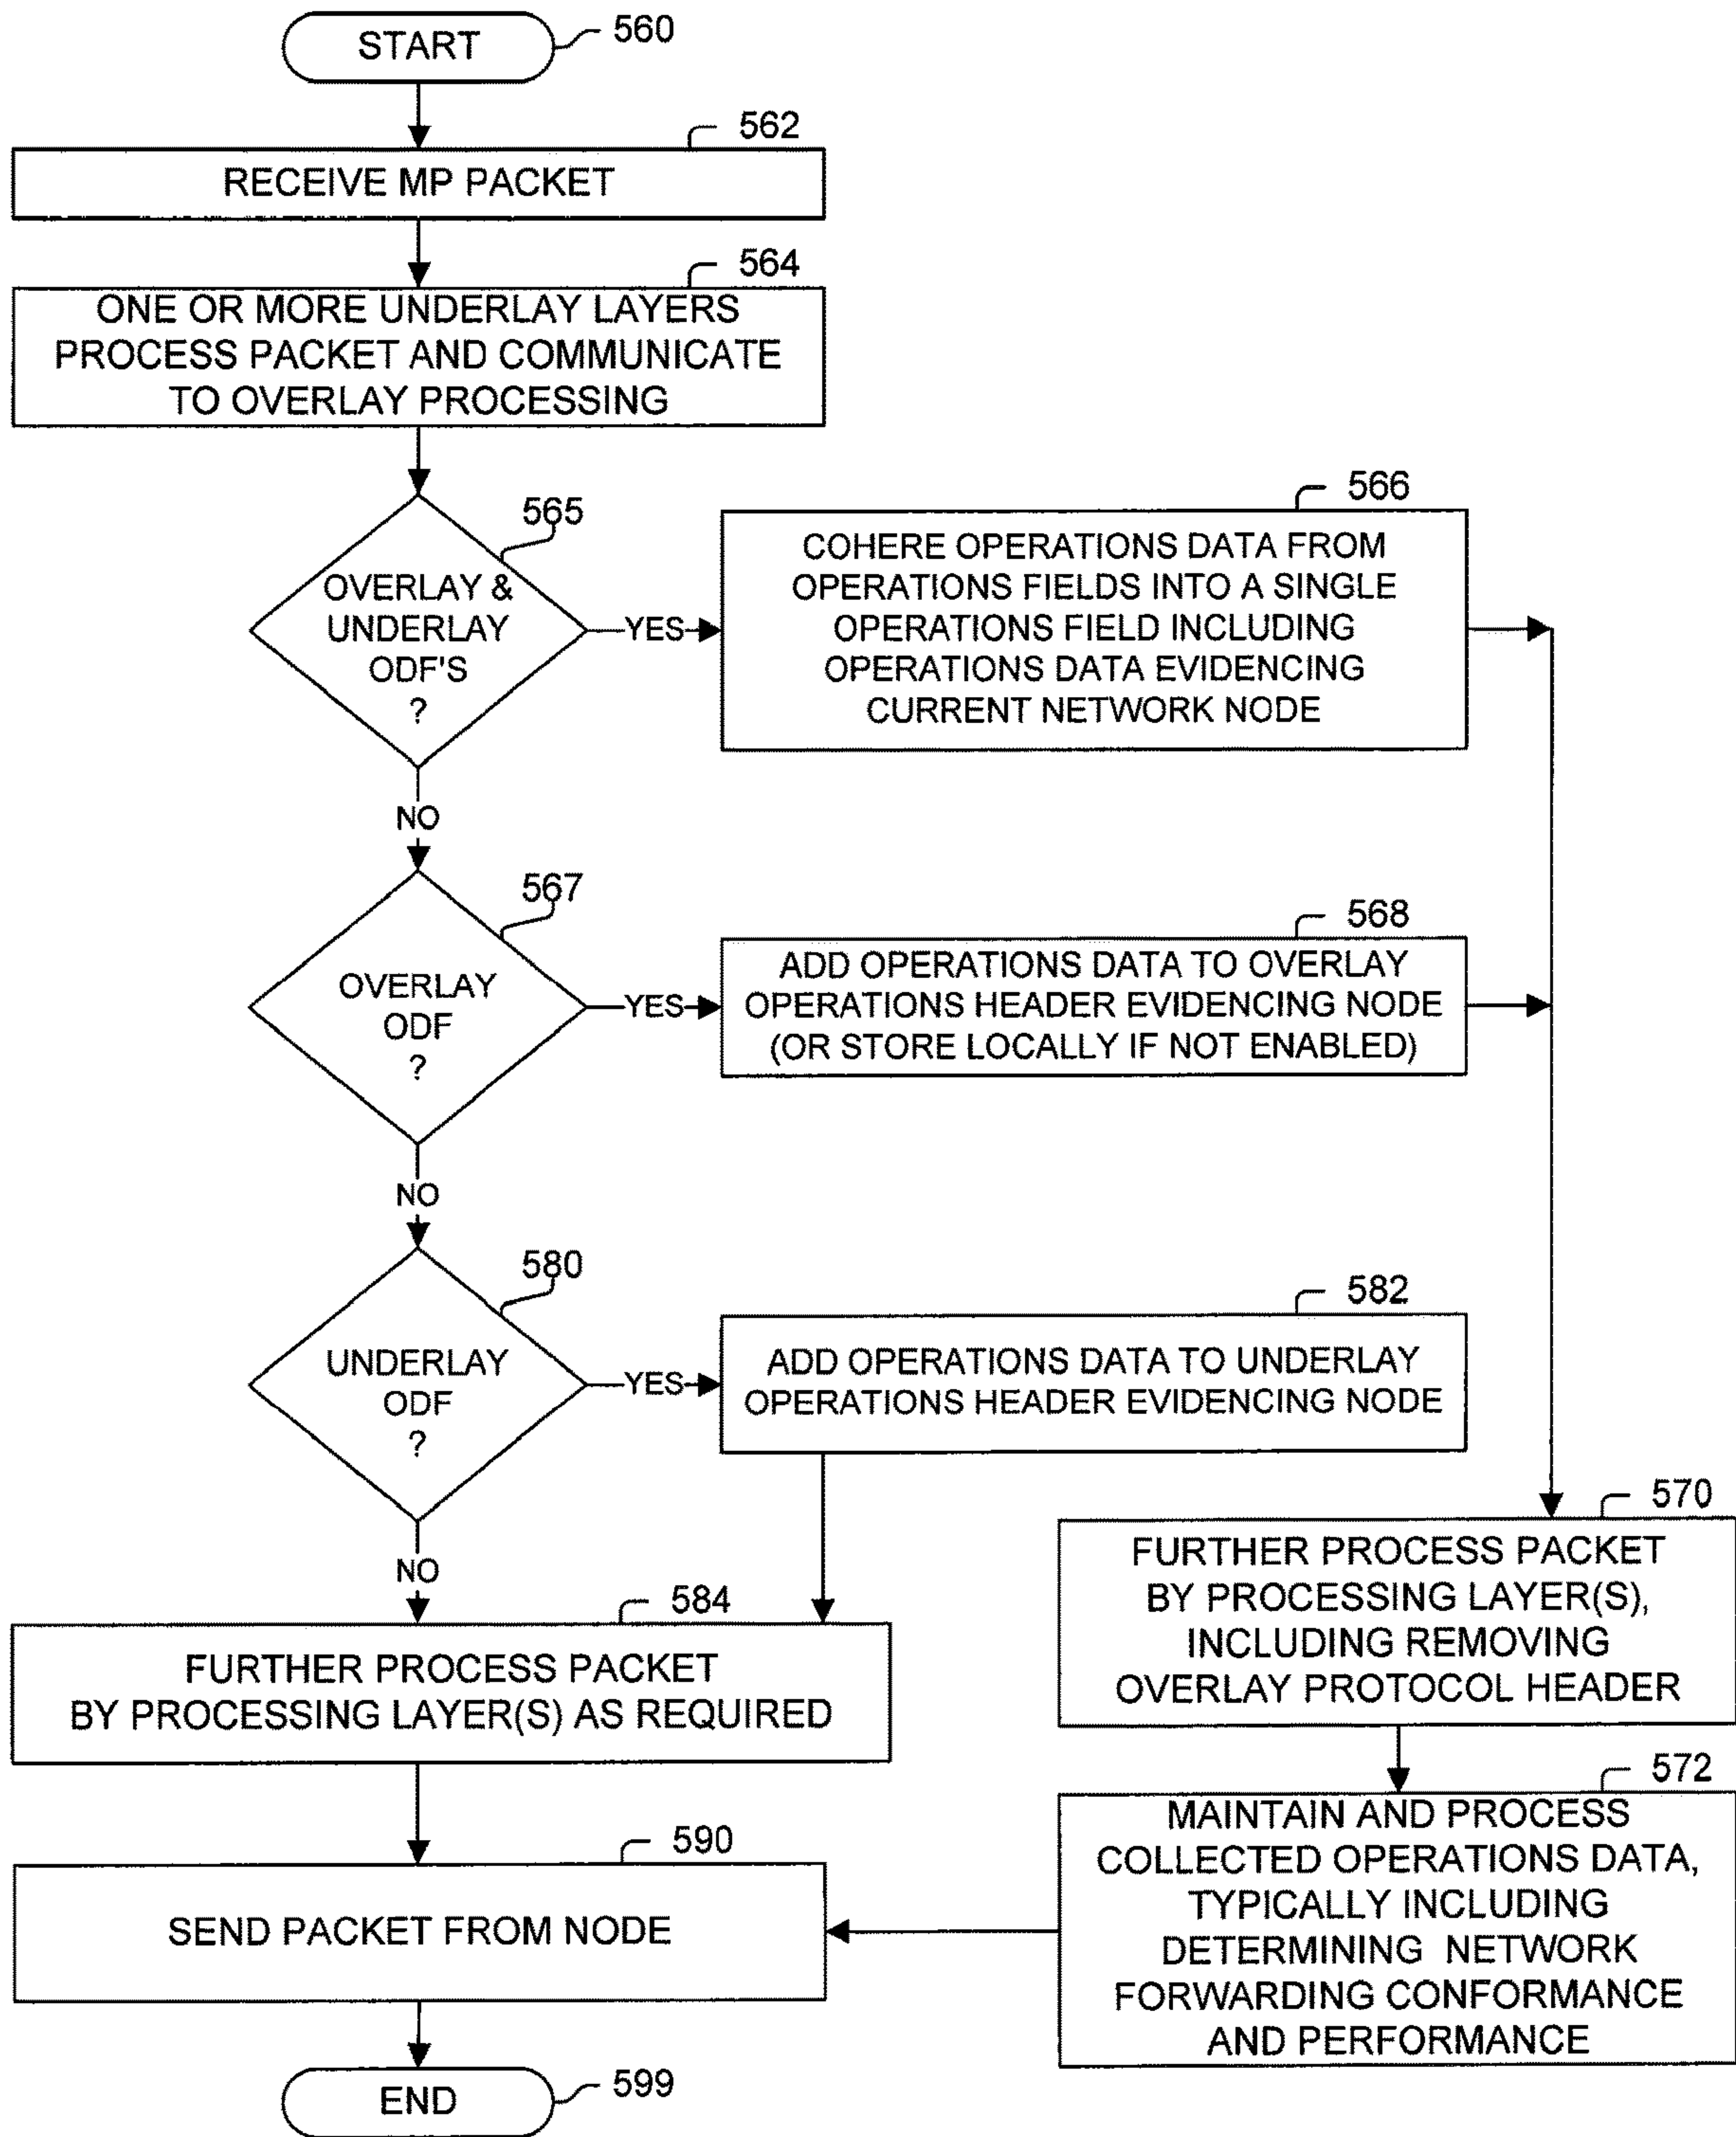 START
560
562
RECEIVE MP PACKET
564
ONE OR MORE UNDERLAY LAYERS
PROCESS PACKET AND COMMUNICATE
TO OVERLAY PROCESSING
565
OVERLAY &
UNDERLAY
ODF'S
?
YES
566
COHERE OPERATIONS DATA FROM
OPERATIONS FIELDS INTO A SINGLE
OPERATIONS FIELD INCLUDING
OPERATIONS DATA EVIDENCING
CURRENT NETWORK NODE
NO
567
OVERLAY
ODF
?
YES
568
ADD OPERATIONS DATA TO OVERLAY
OPERATIONS HEADER EVIDENCING NODE
(OR STORE LOCALLY IF NOT ENABLED)
NO
580
UNDERLAY
ODF
?
YES
582
ADD OPERATIONS DATA TO UNDERLAY
OPERATIONS HEADER EVIDENCING NODE
NO
584
FURTHER PROCESS PACKET
BY PROCESSING LAYER(S) AS REQUIRED
570
FURTHER PROCESS PACKET
BY PROCESSING LAYER(S),
INCLUDING REMOVING
OVERLAY PROTOCOL HEADER
572
MAINTAIN AND PROCESS
COLLECTED OPERATIONS DATA,
TYPICALLY INCLUDING
DETERMINING NETWORK
FORWARDING CONFORMANCE
AND PERFORMANCE
590
SEND PACKET FROM NODE
END
599